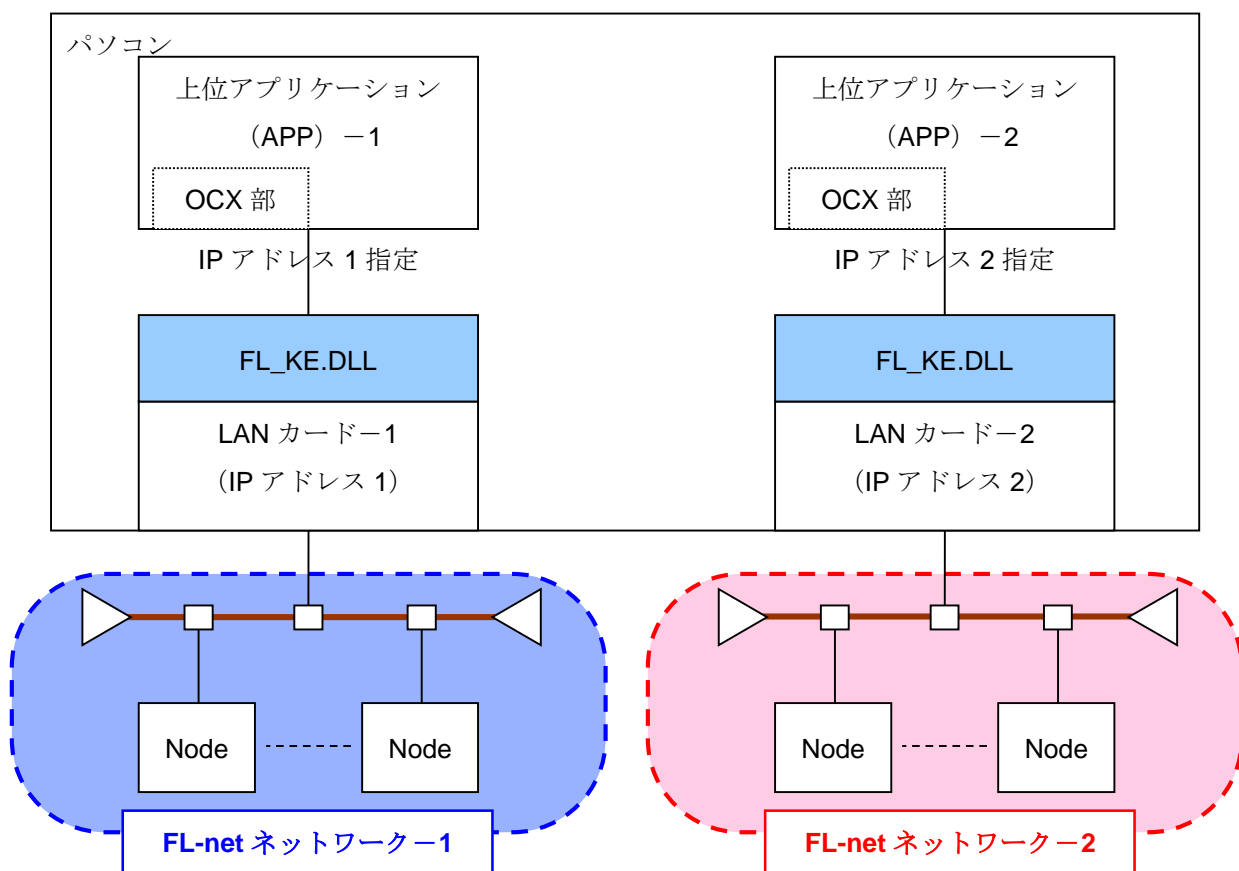 パソコン
上位アプリケーション
(APP)－1
OCX 部
IP アドレス 1 指定
FL_KE.DLL
LAN カード－1
(IP アドレス 1)
Node
Node
FL-net ネットワーク－1
上位アプリケーション
(APP)－2
OCX 部
IP アドレス 2 指定
FL_KE.DLL
LAN カード－2
(IP アドレス 2)
Node
Node
FL-net ネットワーク－2